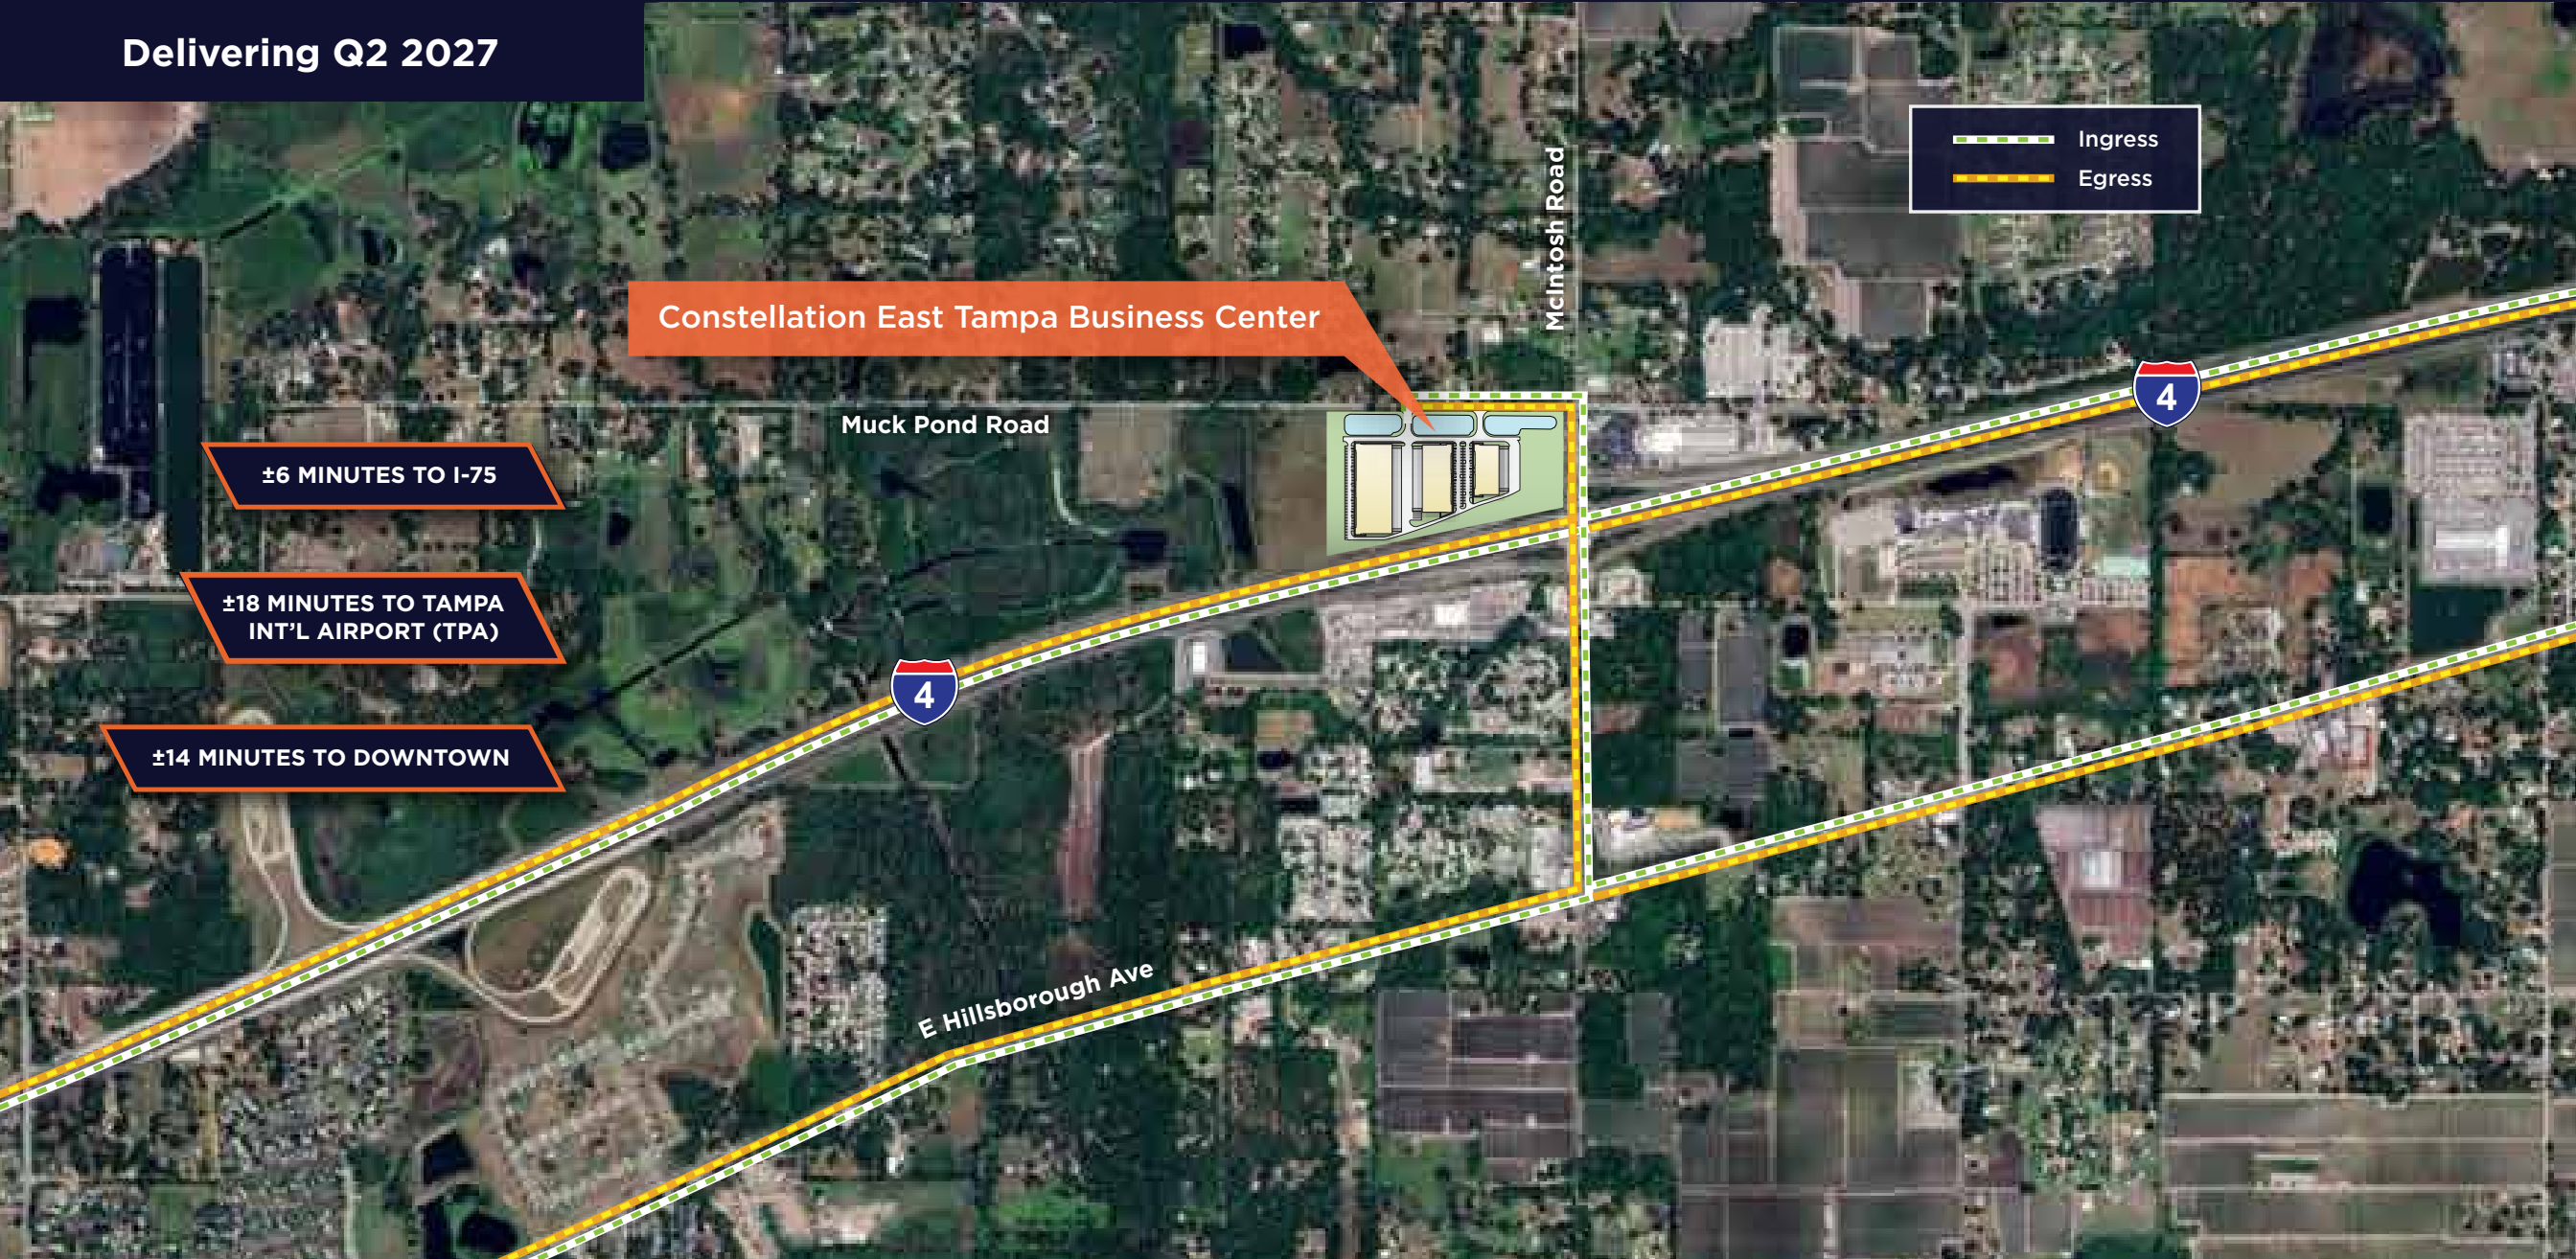 Delivering Q2 2027
Ingress
Egress
McIntosh Road
Constellation East Tampa Business Center
4
Muck Pond Road
±6 MINUTES TO I-75
±18 MINUTES TO TAMPA
INT’L AIRPORT (TPA)
4
±14 MINUTES TO DOWNTOWN
E Hillsborough Ave